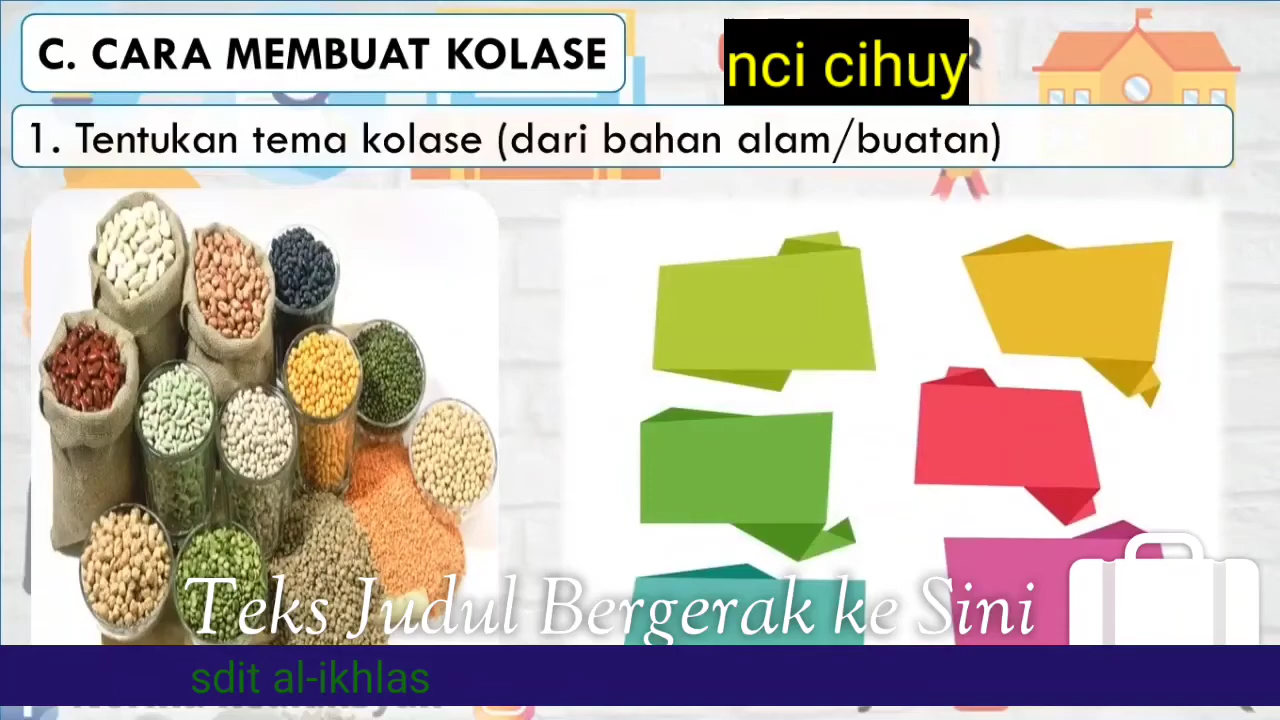 C. CARA MEMBUAT KOLASE
nci cihuy
1. Tentukan tema kolase (dari bahan alam/buatan)
Teks Judul Bergerak ke Sini
sdit al-ikhlas